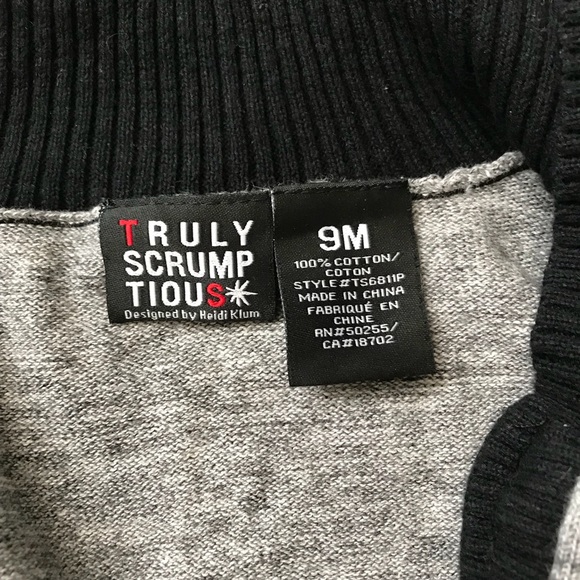 TRULY
SCRUMP
TIOUS*
Designed by Heidi Klum
9M
100% COTTON/
COTON
STYLE#TS6811P
MADE IN CHINA
FABRIQUÉ EN
CHINE
RN#50255/
CA#18702